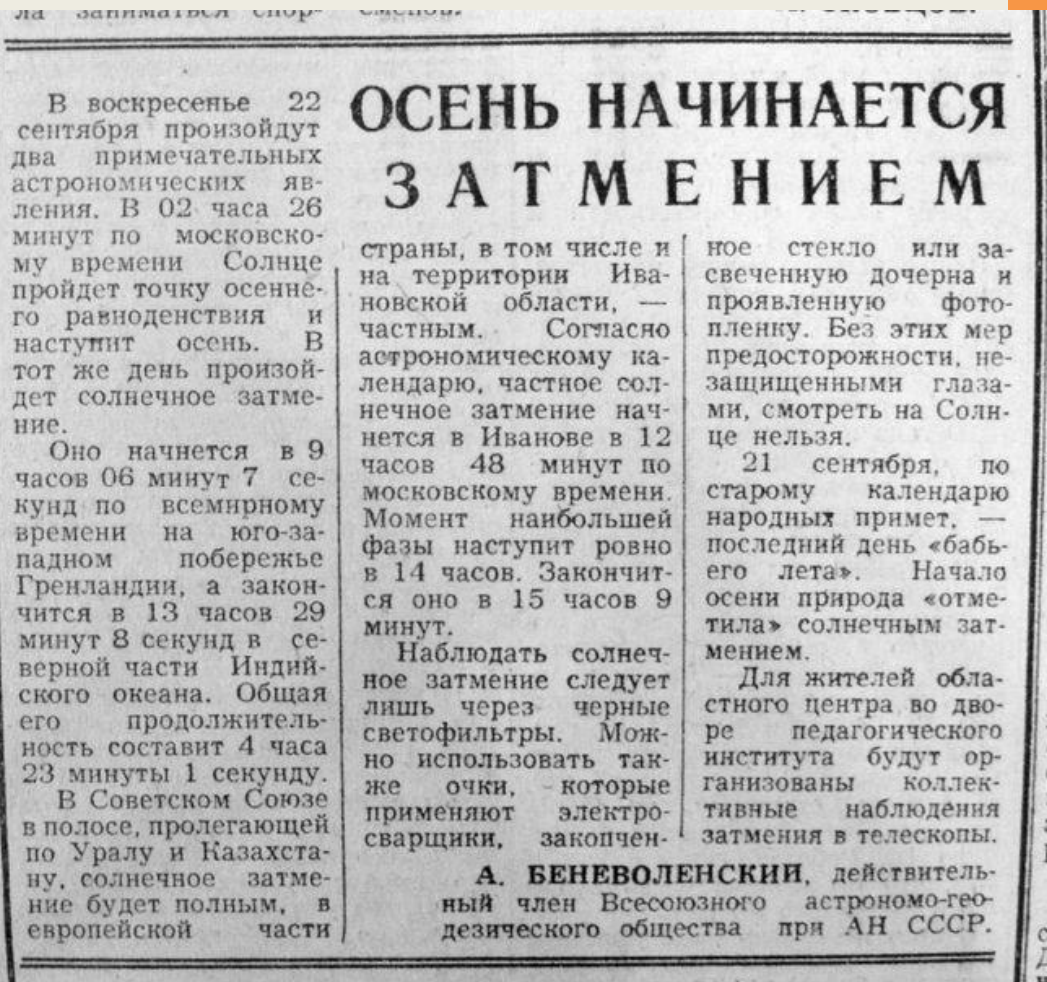 ла заниматься спор-
сменов.
ОСЕНЬ НАЧИНАЕТСЯ
ЗАТМЕНИЕМ
В воскресенье 22
сентября произойдут
два примечательных
астрономических яв-
ления. В 02 часа 26
минут по московско-
му времени Солнце
пройдет точку осенне-
го равноденствия и
наступит осень. В
тот же день произой-
дет солнечное затме-
ние.
Оно начнется в 9
часов 06 минут 7 се-
кунд по всемирному
времени на юго-за-
падном побережье
Гренландии, а закон-
чится в 13 часов 29
минут 8 секунд в се-
верной части Индий-
ского океана. Общая
его продолжитель-
ность составит 4 часа
23 минуты 1 секунду.
В Советском Союзе
в полосе, пролегающей
по Уралу и Казахста-
ну, солнечное затме-
ние будет полным, в
европейской части
страны, в том числе и
на территории Ива-
новской области, —
частным. Согласно
астрономическому ка-
лендарю, частное сол-
нечное затмение нач-
нется в Иванове в 12
часов 48 минут по
московскому времени.
Момент наибольшей
фазы наступит ровно
в 14 часов. Закончит-
ся оно в 15 часов 9
минут.
Наблюдать солнеч-
ное затмение следует
лишь через черные
светофильтры. Мож-
но использовать так-
же очки, которые
применяют электро-
сварщики, закопчен-
ное стекло или за-
свеченную дочерна и
проявленную фото-
пленку. Без этих мер
предосторожности, не-
защищенными глаза-
ми, смотреть на Солн-
це нельзя.
21 сентября, по
старому календарю
народных примет, —
последний день «бабь-
его лета». Начало
осени природа «отме-
тила» солнечным зат-
мением.
Для жителей обла-
стного центра во дво-
ре педагогического
института будут ор-
ганизованы коллек-
тивные наблюдения
затмения в телескопы.
А. БЕНЕВОЛЕНСКИЙ, действитель-
ный член Всесоюзного астрономо-гео-
дезического общества при АН СССР.